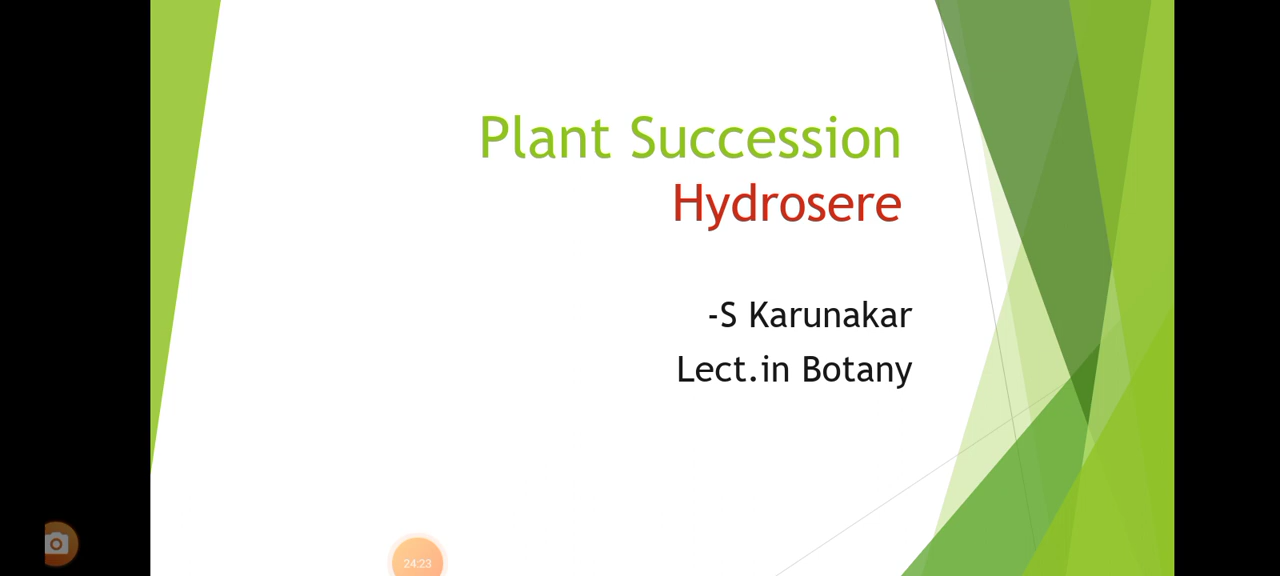 Plant Succession
Hydrosere
-S Karunakar
Lect.in Botany
24:23